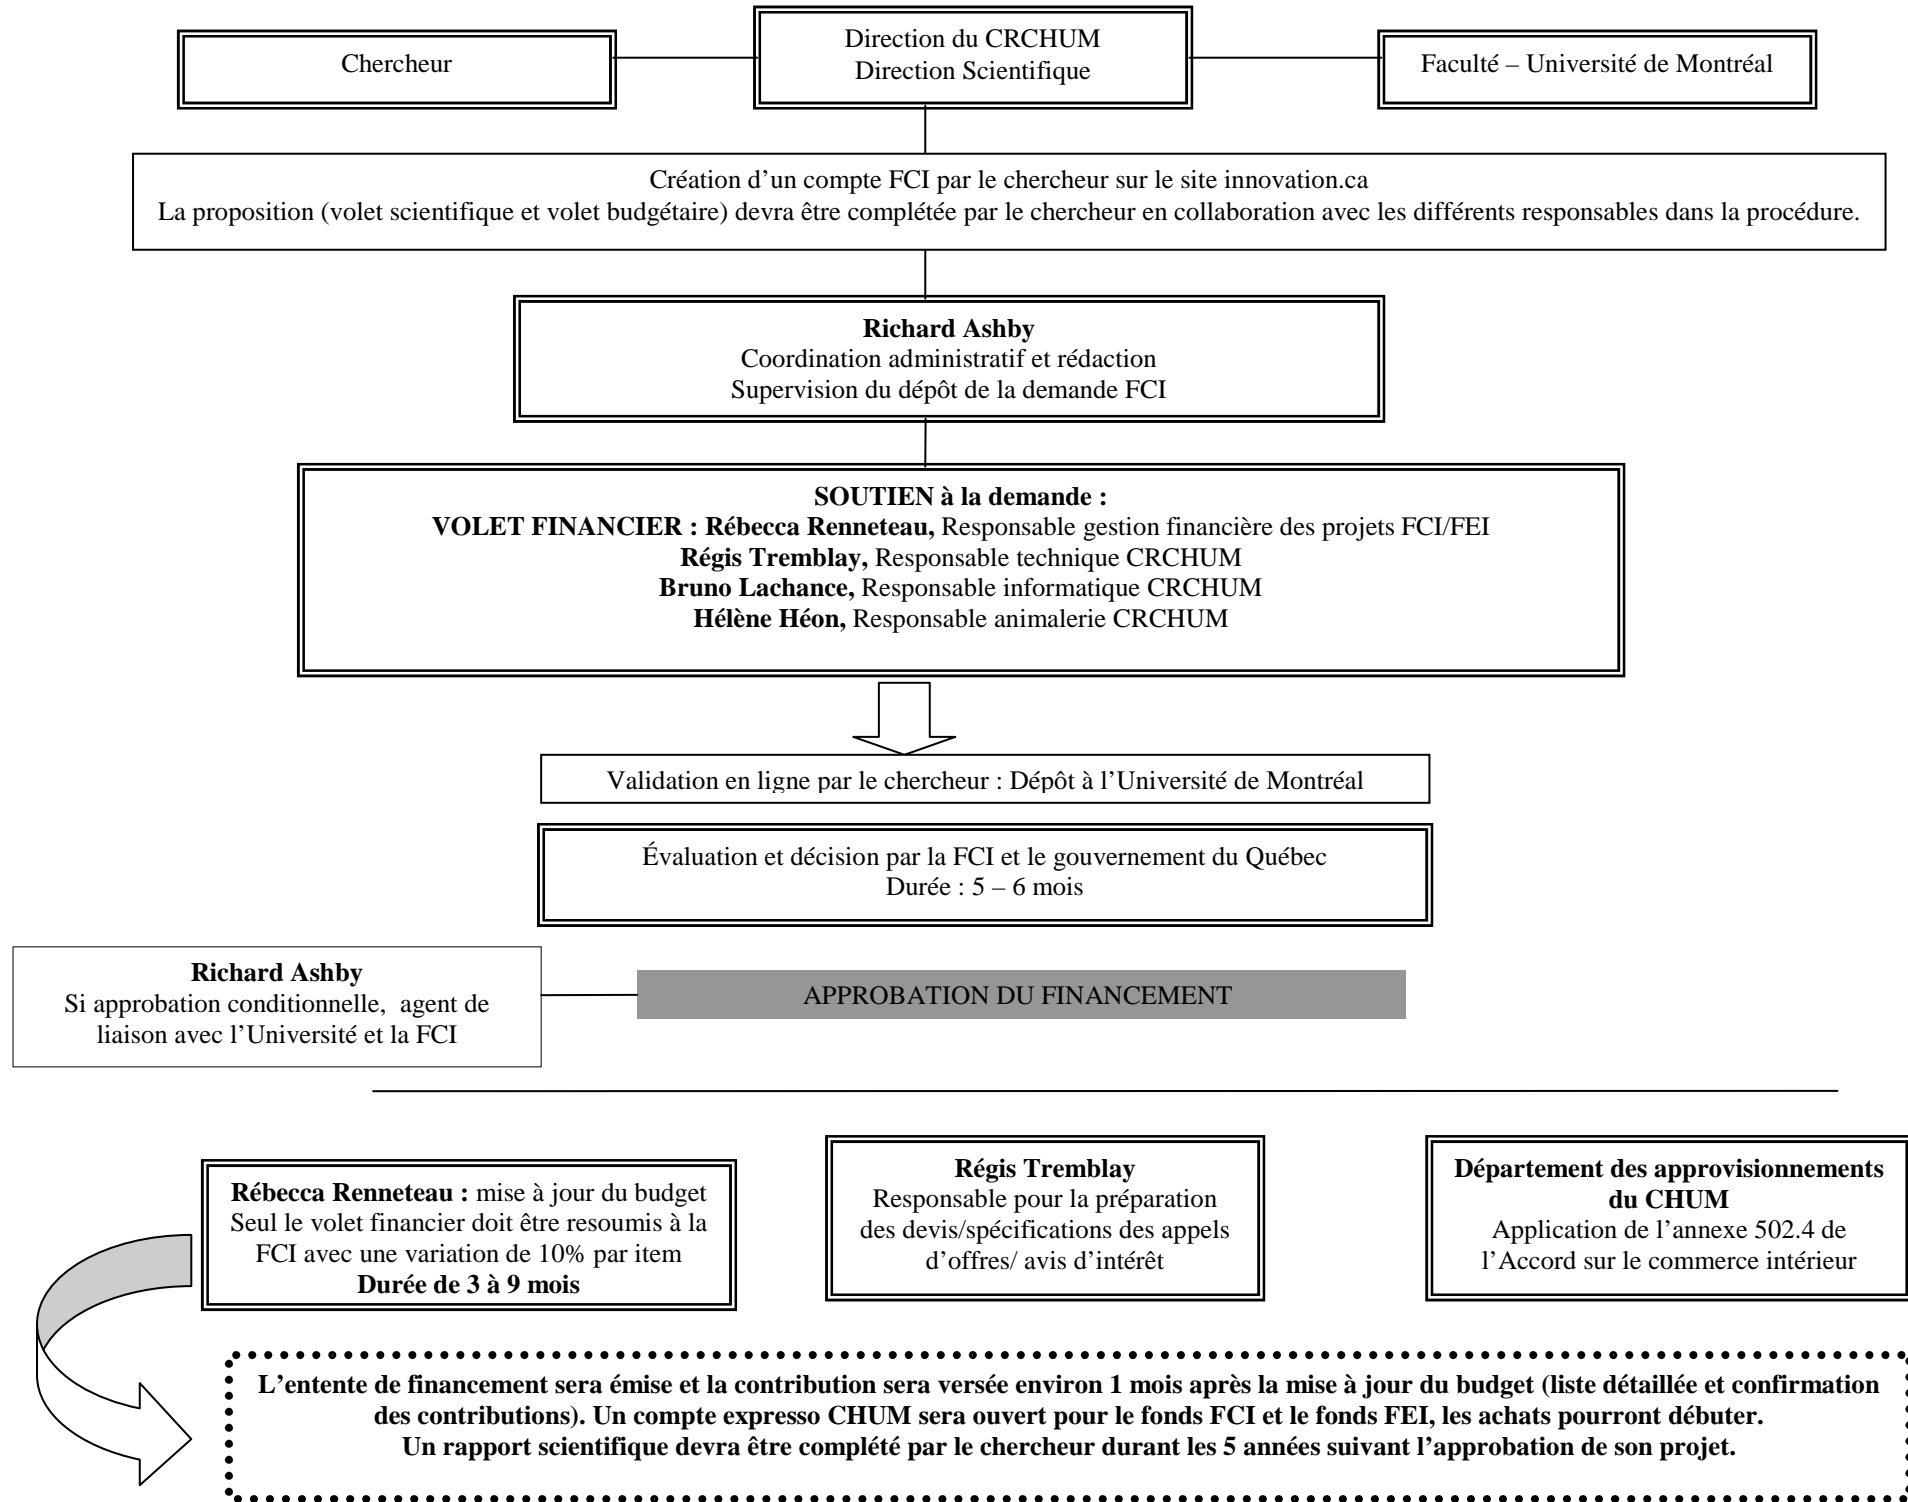 Chercheur
Direction du CRCHUM
Direction Scientifique
Faculté – Université de Montréal
Création d’un compte FCI par le chercheur sur le site innovation.ca
La proposition (volet scientifique et volet budgétaire) devra être complétée par le chercheur en collaboration avec les différents responsables dans la procédure.
Richard Ashby
Coordination administratif et rédaction
Supervision du dépôt de la demande FCI
SOUTIEN à la demande :
VOLET FINANCIER : Rébecca Renneteau, Responsable gestion financière des projets FCI/FEI
Régis Tremblay, Responsable technique CRCHUM
Bruno Lachance, Responsable informatique CRCHUM
Hélène Héon, Responsable animalerie CRCHUM
Validation en ligne par le chercheur : Dépôt à l’Université de Montréal
Évaluation et décision par la FCI et le gouvernement du Québec
Durée : 5 – 6 mois
Richard Ashby
Si approbation conditionnelle, agent de
liaison avec l’Université et la FCI
APPROBATION DU FINANCEMENT
Rébecca Renneteau : mise à jour du budget
Seul le volet financier doit être resoumis à la
FCI avec une variation de 10% par item
Durée de 3 à 9 mois
Régis Tremblay
Responsable pour la préparation
des devis/spécifications des appels
d’offres/ avis d’intérêt
Département des approvisionnements
du CHUM
Application de l’annexe 502.4 de
l’Accord sur le commerce intérieur
L’entente de financement sera émise et la contribution sera versée environ 1 mois après la mise à jour du budget (liste détaillée et confirmation
des contributions). Un compte expresso CHUM sera ouvert pour le fonds FCI et le fonds FEI, les achats pourront débuter.
Un rapport scientifique devra être complété par le chercheur durant les 5 années suivant l’approbation de son projet.